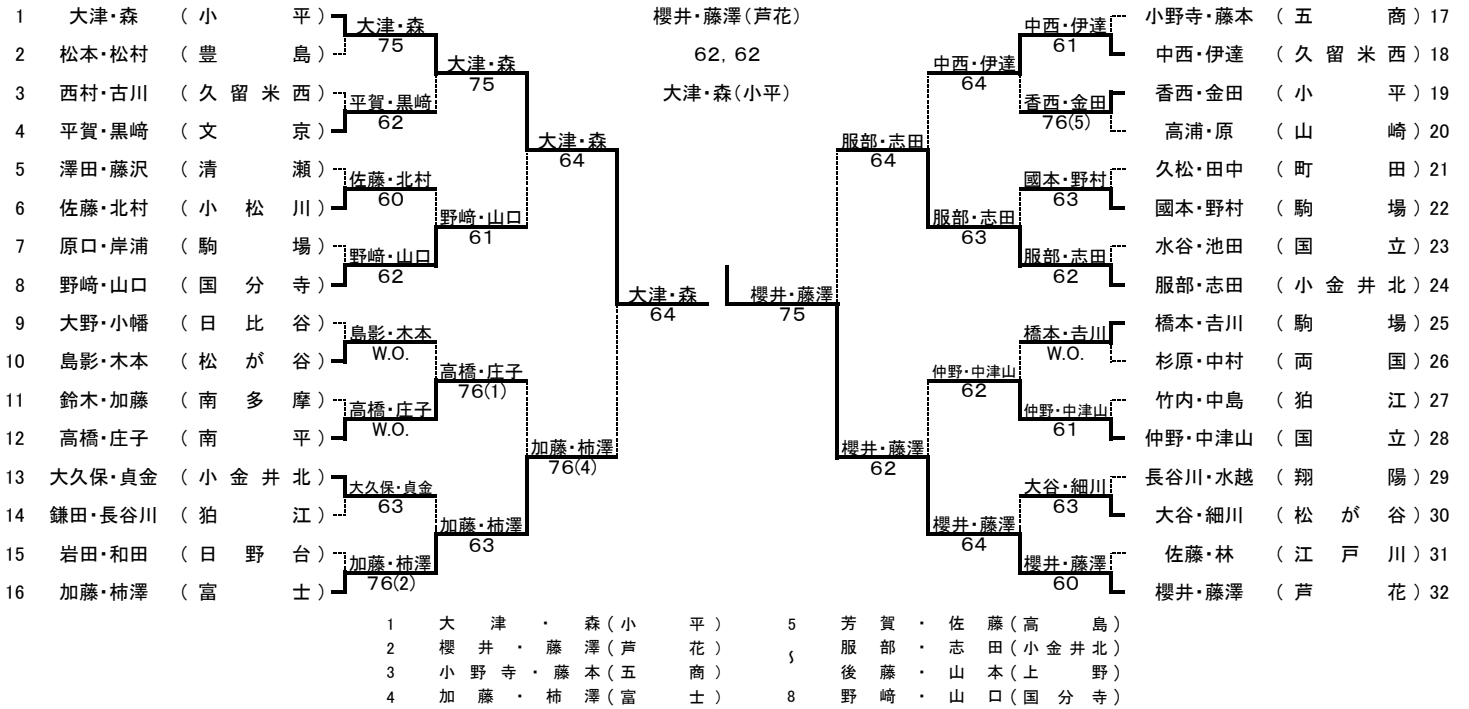 1 大津・森 (小平)
2 松本・松村 (豊島)
3 西村・古川 (久留米西)
4 平賀・黒﨑 (文京)
5 澤田・藤沢 (清瀬)
6 佐藤・北村 (小松川)
7 原口・岸浦 (駒場)
8 野﨑・山口 (国分寺)
9 大野・小幡 (日比谷)
10 島影・木本 (松が谷)
11 鈴木・加藤 (南多摩)
12 高橋・庄子 (南平)
13 大久保・貞金 (小金井北)
14 鎌田・長谷川 (狛江)
15 岩田・和田 (日野台)
16 加藤・柿澤 (富士)
大津・森
75
平賀・黒﨑
62
佐藤・北村
60
野﨑・山口
62
島影・木本
W.O.
高橋・庄子
W.O.
大久保・貞金
63
加藤・柿澤
76(2)
大津・森
75
野﨑・山口
61
高橋・庄子
76(1)
加藤・柿澤
63
大津・森
64
加藤・柿澤
76(4)
大津・森
64
櫻井・藤澤(芦花)
62, 62
大津・森(小平)
櫻井・藤澤
75
服部・志田
64
櫻井・藤澤
62
中西・伊達
64
服部・志田
63
仲野・中津山
62
櫻井・藤澤
64
中西・伊達
61
香西・金田
76(5)
國本・野村
63
服部・志田
62
橋本・𠮷川
W.O.
仲野・中津山
61
大谷・細川
63
櫻井・藤澤
60
小野寺・藤本 (五商) 17
中西・伊達 (久留米西) 18
香西・金田 (小平) 19
高浦・原 (山崎) 20
久松・田中 (町田) 21
國本・野村 (駒場) 22
水谷・池田 (国立) 23
服部・志田 (小金井北) 24
橋本・𠮷川 (駒場) 25
杉原・中村 (両国) 26
竹内・中島 (狛江) 27
仲野・中津山 (国立) 28
長谷川・水越 (翔陽) 29
大谷・細川 (松が谷) 30
佐藤・林 (江戸川) 31
櫻井・藤澤 (芦花) 32
1 大津・森(小平) 5 芳賀・佐藤(高島)
2 櫻井・藤澤(芦花) ～ 服部・志田(小金井北)
3 小野寺・藤本(五商) 後藤・山本(上野)
4 加藤・柿澤(富士) 8 野﨑・山口(国分寺)